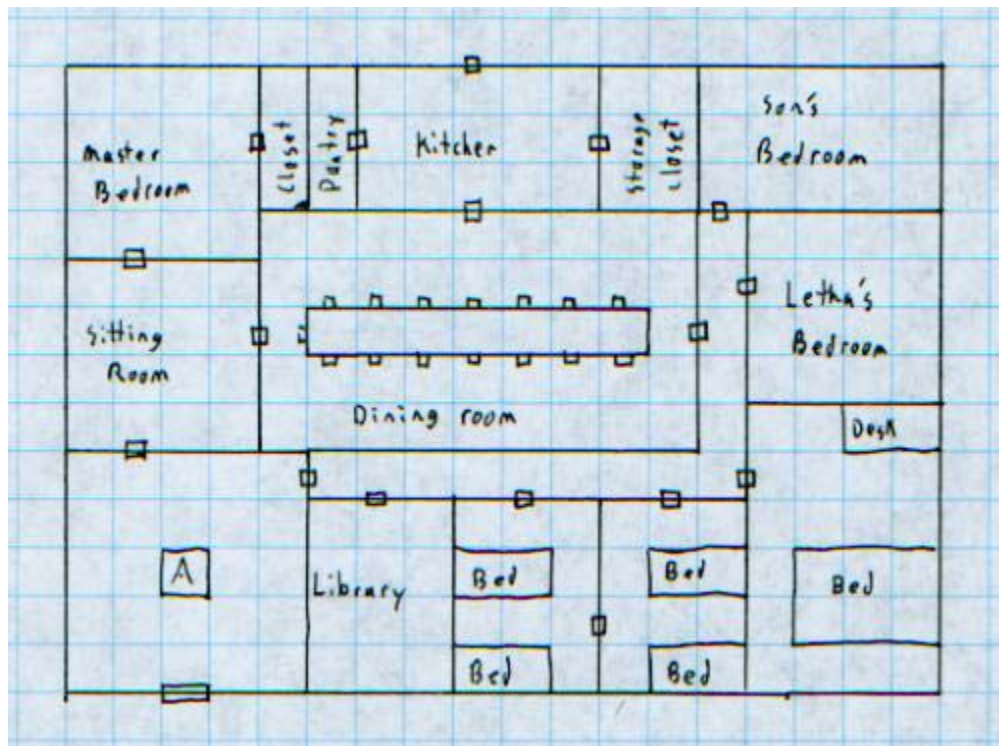 Master
Bedroom
Closet
Pantry
Kitchen
Storage
Closet
Son's
Bedroom
Sitting
Room
Letha's
Bedroom
Dining room
Desk
A
Library
Bed
Bed
Bed
Bed
Bed